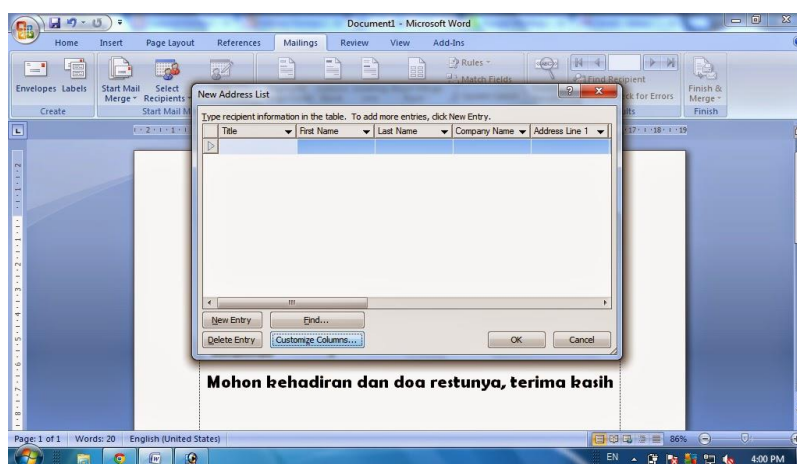 Document1 - Microsoft Word
Home Insert Page Layout References Mailings Review View Add-Ins
Envelopes Labels Start Mail Merge Select Recipients
Rules
Match Fields
Find Recipient
Finish & Merge
Create Start Mail M Finish
New Address List
Type recipient information in the table. To add more entries, click New Entry.
Title First Name Last Name Company Name Address Line 1
New Entry Find...
Delete Entry Customize Columns... OK Cancel
Mohon kehadiran dan doa restunya, terima kasih
Page: 1 of 1 Words: 20 English (United States) 86%
EN 4:00 PM